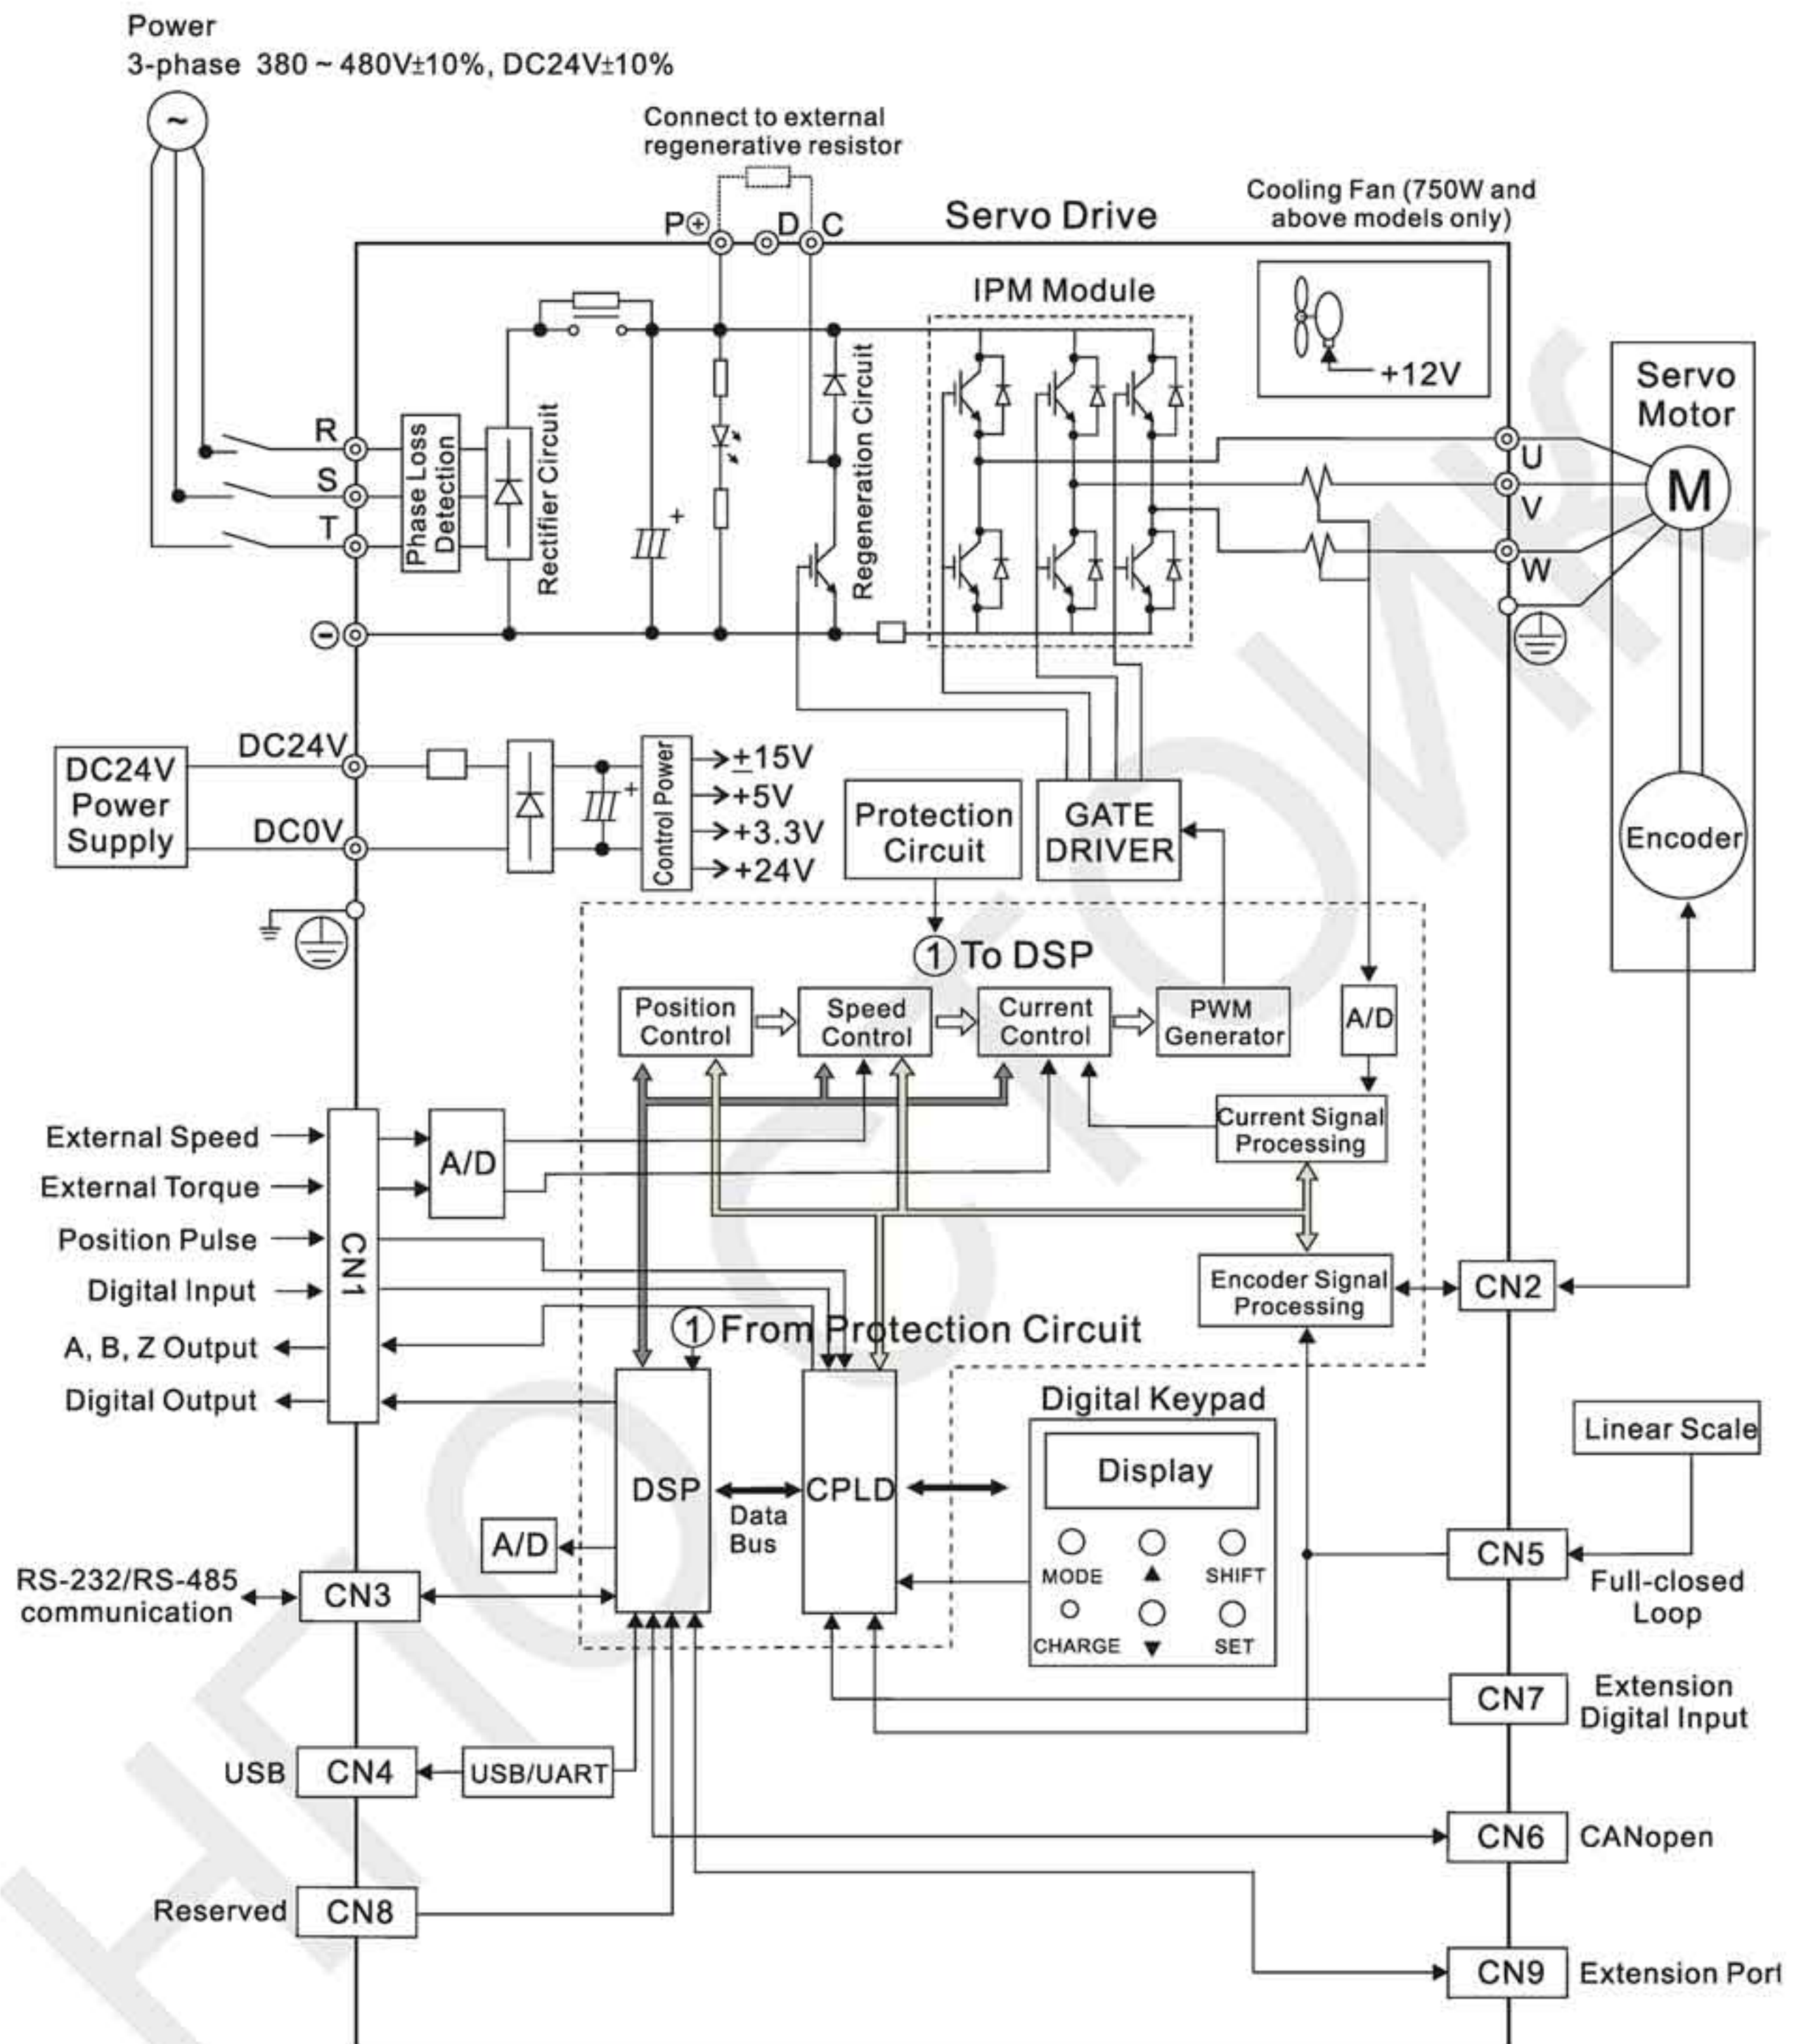 Power
3-phase 380 ~ 480V±10%, DC24V±10%
~
Connect to external
regenerative resistor
P⊕
D
C
Servo Drive
Cooling Fan (750W and
above models only)
IPM Module
+12V
Servo
Motor
R
S
T
Phase Loss
Detection
Rectifier Circuit
+
Regeneration Circuit
U
V
W
M
⊖
DC24V
Power
Supply
DC24V
DC0V
+
Control Power
±15V
+5V
+3.3V
+24V
Protection
Circuit
GATE
DRIVER
Encoder
① To DSP
Position
Control
Speed
Control
Current
Control
PWM
Generator
A/D
Current Signal
Processing
External Speed
External Torque
Position Pulse
Digital Input
A, B, Z Output
Digital Output
CN1
A/D
Encoder Signal
Processing
CN2
① From Protection Circuit
DSP
Data
Bus
CPLD
A/D
Digital Keypad
Display
MODE
▲
SHIFT
CHARGE
▼
SET
Linear Scale
CN5
Full-closed
Loop
RS-232/RS-485
communication
CN3
CN7
Extension
Digital Input
USB
CN4
USB/UART
CN6
CANopen
Reserved
CN8
CN9
Extension Port
НПО СТОИК